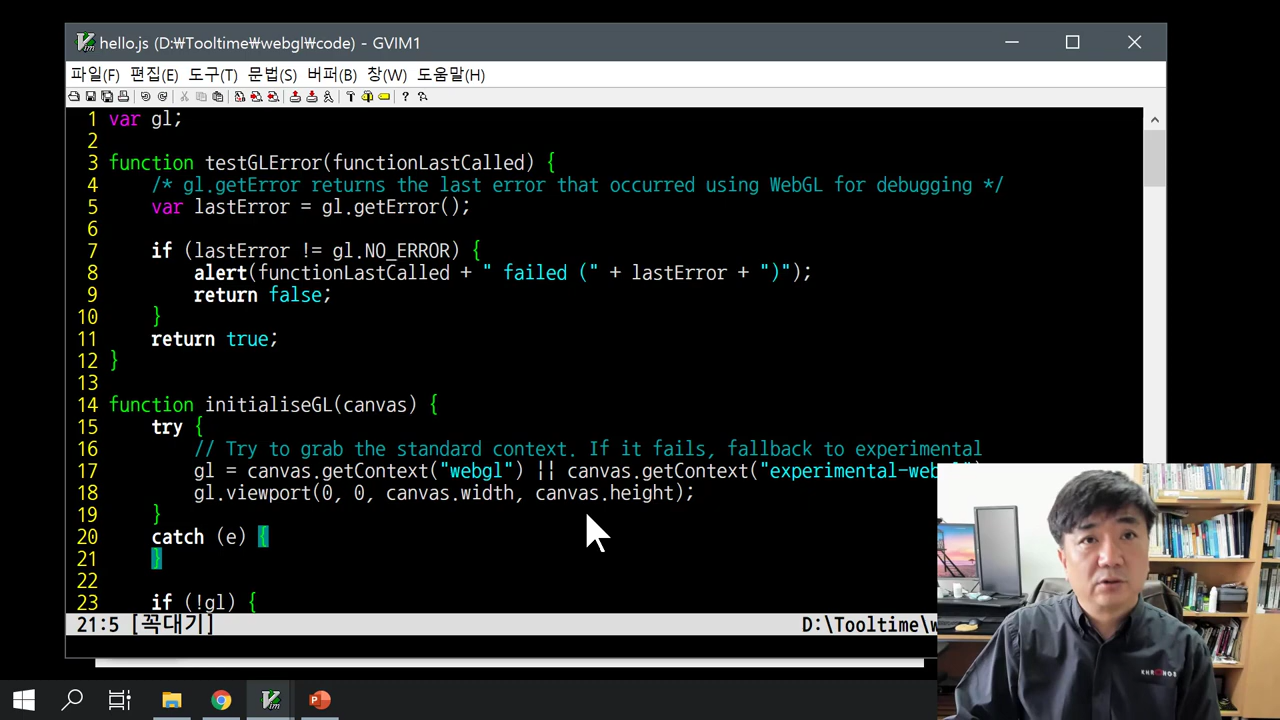 hello.js (D:₩Tooltime₩webgl₩code) - GVIM1
파일(F) 편집(E) 도구(T) 문법(S) 버퍼(B) 창(W) 도움말(H)
1 var gl;
2
3 function testGLError(functionLastCalled) {
4 /* gl.getError returns the last error that occurred using WebGL for debugging */
5 var lastError = gl.getError();
6
7 if (lastError != gl.NO_ERROR) {
8 alert(functionLastCalled + " failed (" + lastError + ")");
9 return false;
10 }
11 return true;
12 }
13
14 function initialiseGL(canvas) {
15 try {
16 // Try to grab the standard context. If it fails, fallback to experimental
17 gl = canvas.getContext("webgl") || canvas.getContext("experimental-web
18 gl.viewport(0, 0, canvas.width, canvas.height);
19 }
20 catch (e) {
21 }
22
23 if (!gl) {
21:5 [꼭대기] D:\Tooltime\w
KHRONOS